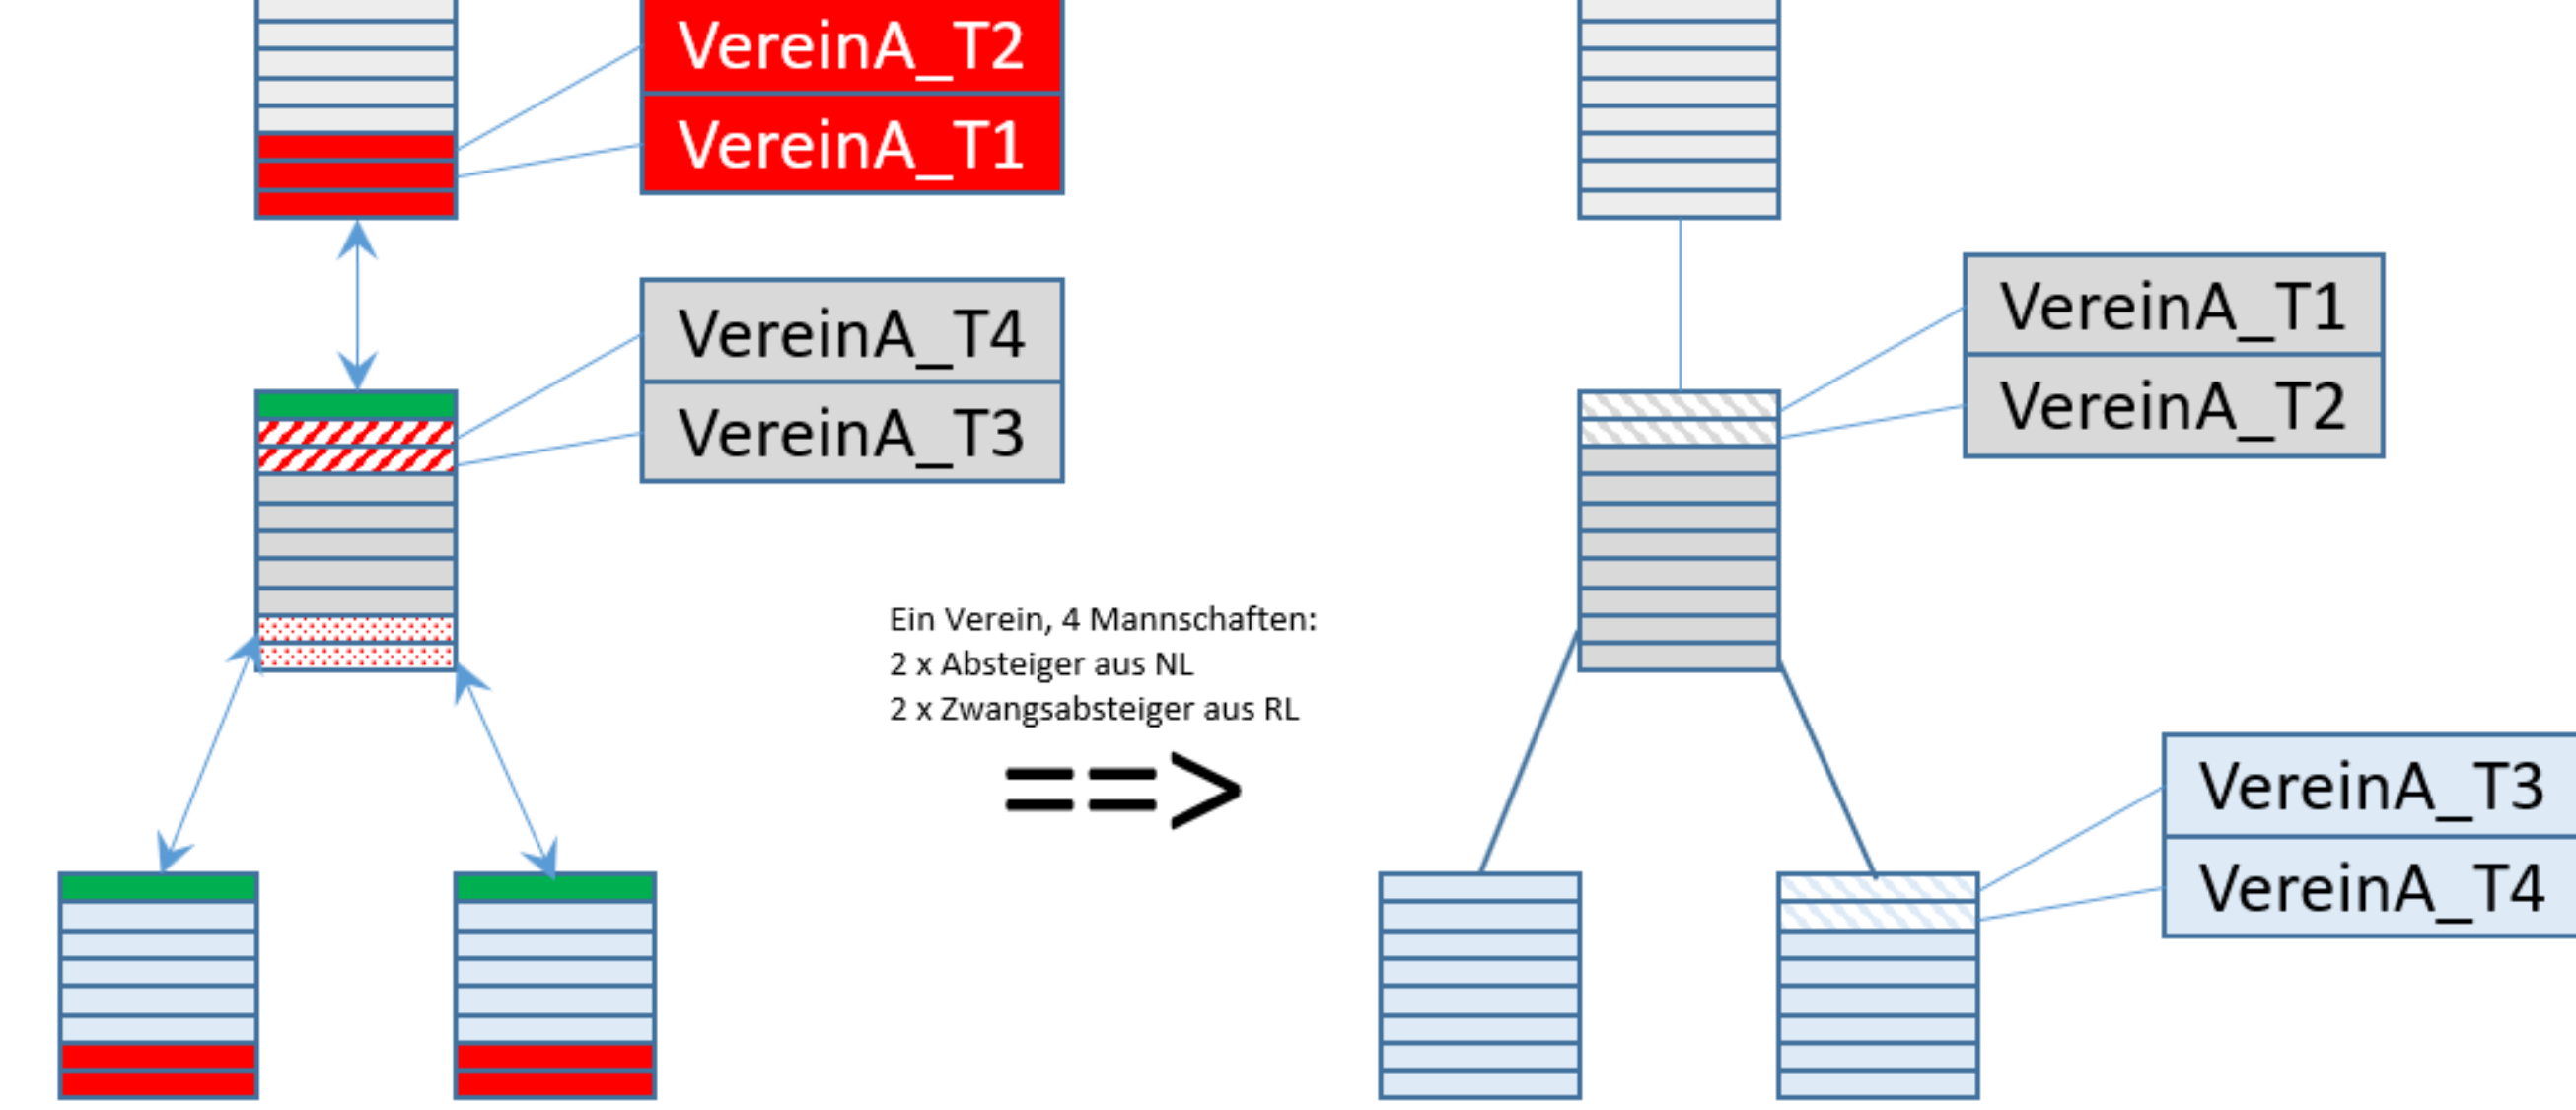 VereinA_T2
VereinA_T1
VereinA_T4
VereinA_T3
Ein Verein, 4 Mannschaften:
2 x Absteiger aus NL
2 x Zwangsabsteiger aus RL
==>
VereinA_T1
VereinA_T2
VereinA_T3
VereinA_T4